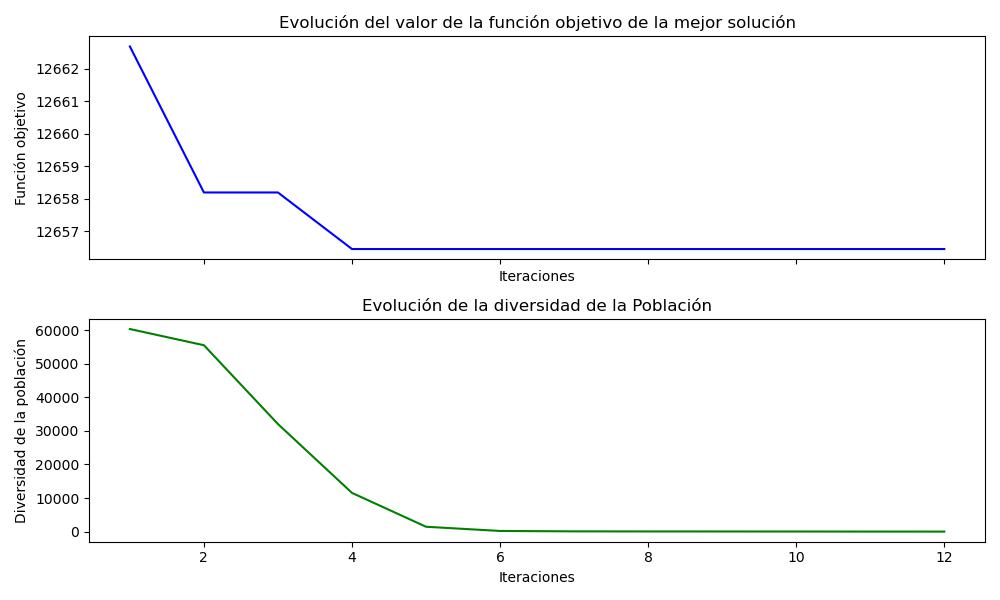 Evolución del valor de la función objetivo de la mejor solución
Función objetivo
12662
12661
12660
12659
12658
12657
Iteraciones
Evolución de la diversidad de la Población
Diversidad de la población
60000
50000
40000
30000
20000
10000
0
2 4 6 8 10 12
Iteraciones